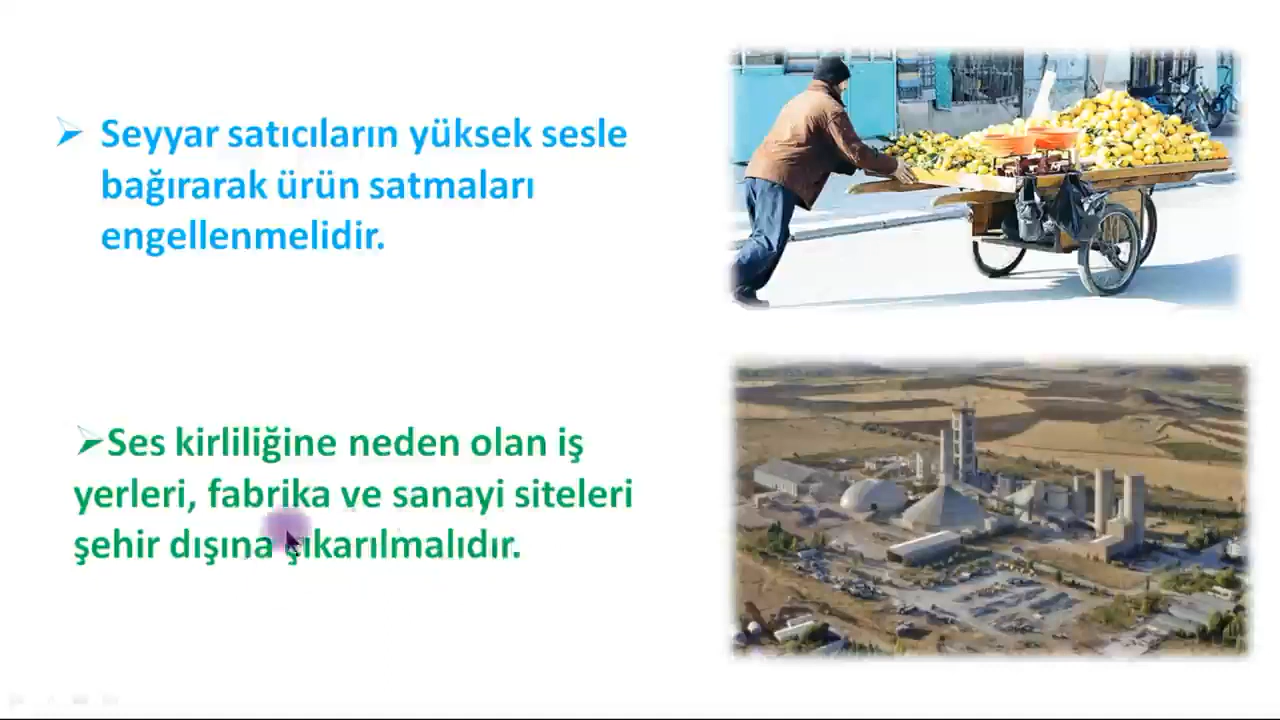 Seyyar satıcıların yüksek sesle
bağırarak ürün satmaları
engellenmelidir.
Ses kirliliğine neden olan iş
yerleri, fabrika ve sanayi siteleri
şehir dışına çıkarılmalıdır.